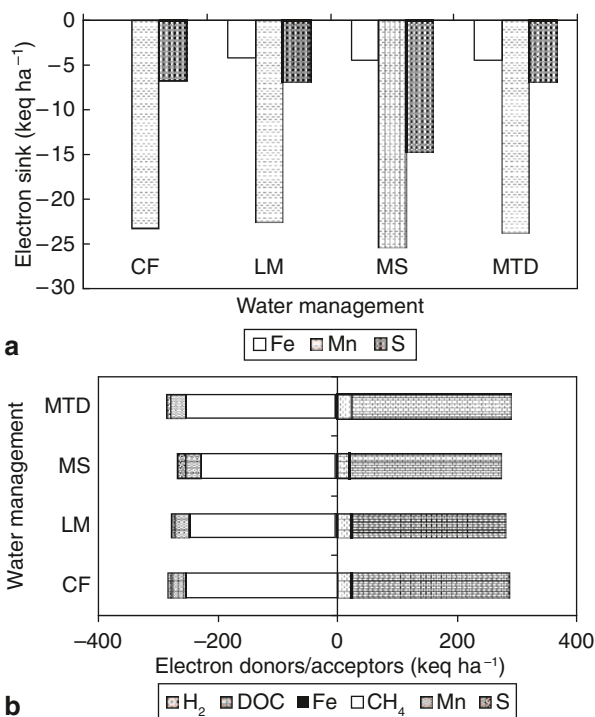 0
−5
−10
−15
−20
−25
−30
Electron sink (keq ha⁻¹)
CF LM MS MTD
Water management
a
Fe Mn S
MTD
MS
LM
CF
Water management
−400 −200 0 200 400
Electron donors/acceptors (keq ha⁻¹)
b
H₂ DOC Fe CH₄ Mn S